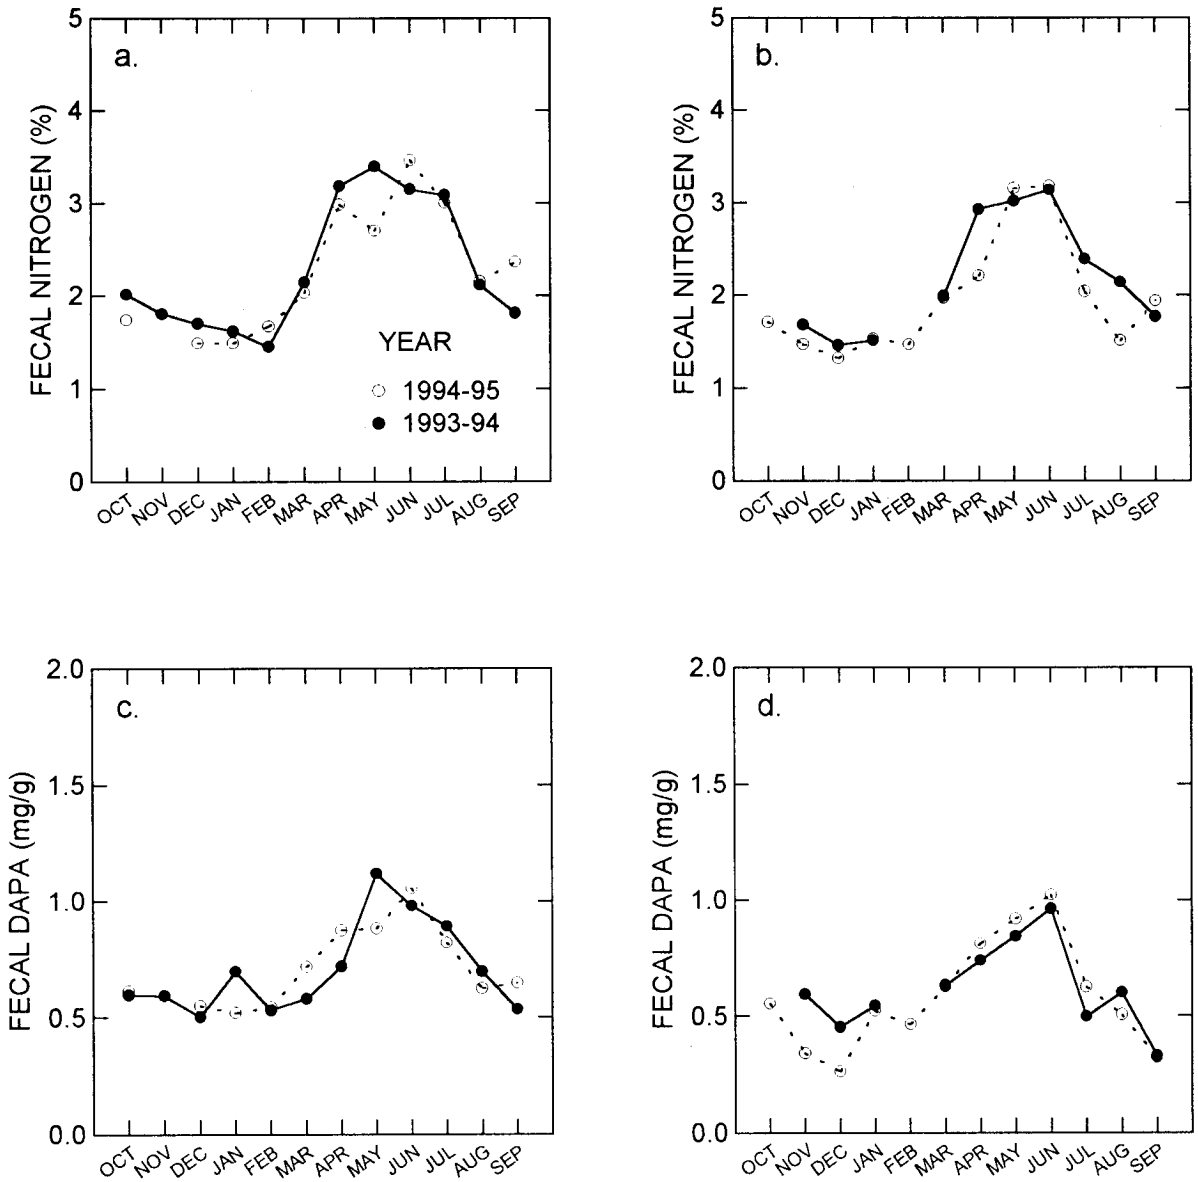 a.
FECAL NITROGEN (%)
5
4
3
2
1
0
YEAR
1994-95
1993-94
OCT NOV DEC JAN FEB MAR APR MAY JUN JUL AUG SEP
b.
FECAL NITROGEN (%)
5
4
3
2
1
0
OCT NOV DEC JAN FEB MAR APR MAY JUN JUL AUG SEP
c.
FECAL DAPA (mg/g)
2.0
1.5
1.0
0.5
0.0
OCT NOV DEC JAN FEB MAR APR MAY JUN JUL AUG SEP
d.
FECAL DAPA (mg/g)
2.0
1.5
1.0
0.5
0.0
OCT NOV DEC JAN FEB MAR APR MAY JUN JUL AUG SEP